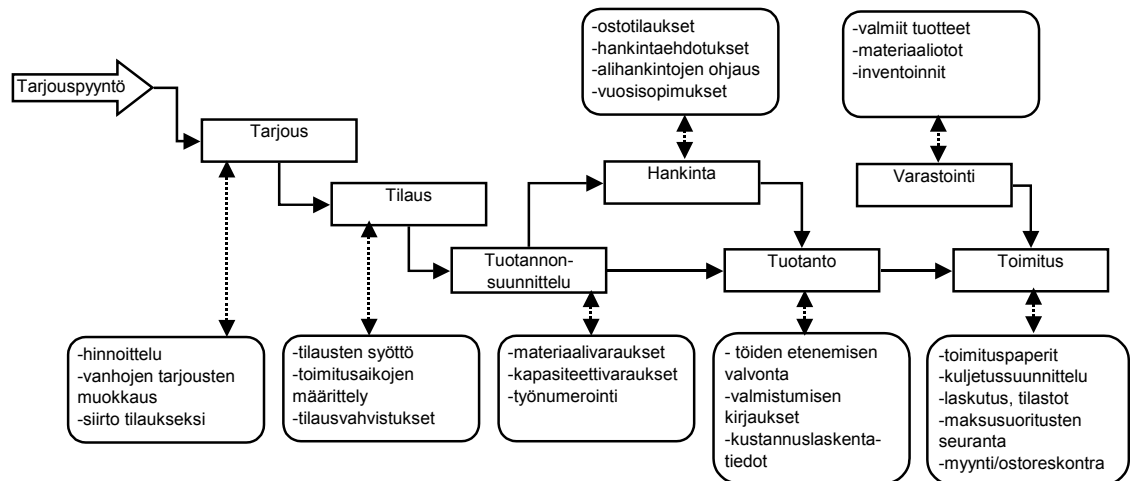 -ostotilaukset
-hankintaehdotukset
-alihankintojen ohjaus
-vuosisopimukset
-valmiit tuotteet
-materiaaliotot
-inventoinnit
Tarjouspyyntö
Tarjous
Tilaus
Hankinta
Varastointi
Tuotannon-
suunnittelu
Tuotanto
Toimitus
-hinnoittelu
-vanhojen tarjousten
muokkaus
-siirto tilaukseksi
-tilausten syöttö
-toimitusaikojen
määrittely
-tilausvahvistukset
-materiaalivaraukset
-kapasiteettivaraukset
-työnumerointi
- töiden etenemisen
valvonta
-valmistumisen
kirjaukset
-kustannuslaskenta-
tiedot
-toimituspaperit
-kuljetussuunnittelu
-laskutus, tilastot
-maksusuoritusten
seuranta
-myynti/ostoreskontra